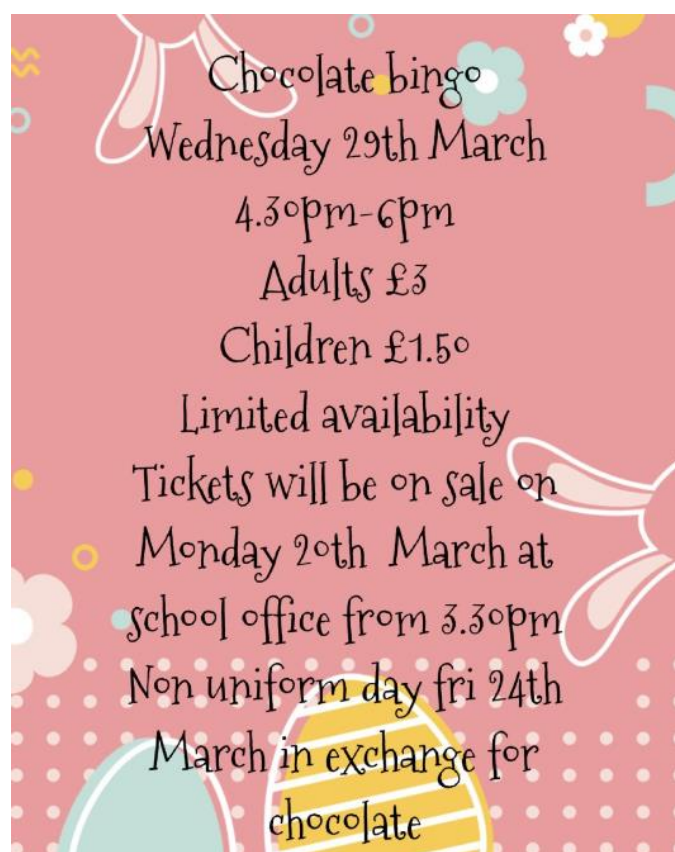 Chocolate bingo
Wednesday 29th March
4.30pm-6pm
Adults £3
Children £1.50
Limited availability
Tickets will be on sale on
Monday 20th March at
school office from 3.30pm
Non uniform day fri 24th
March in exchange for
chocolate